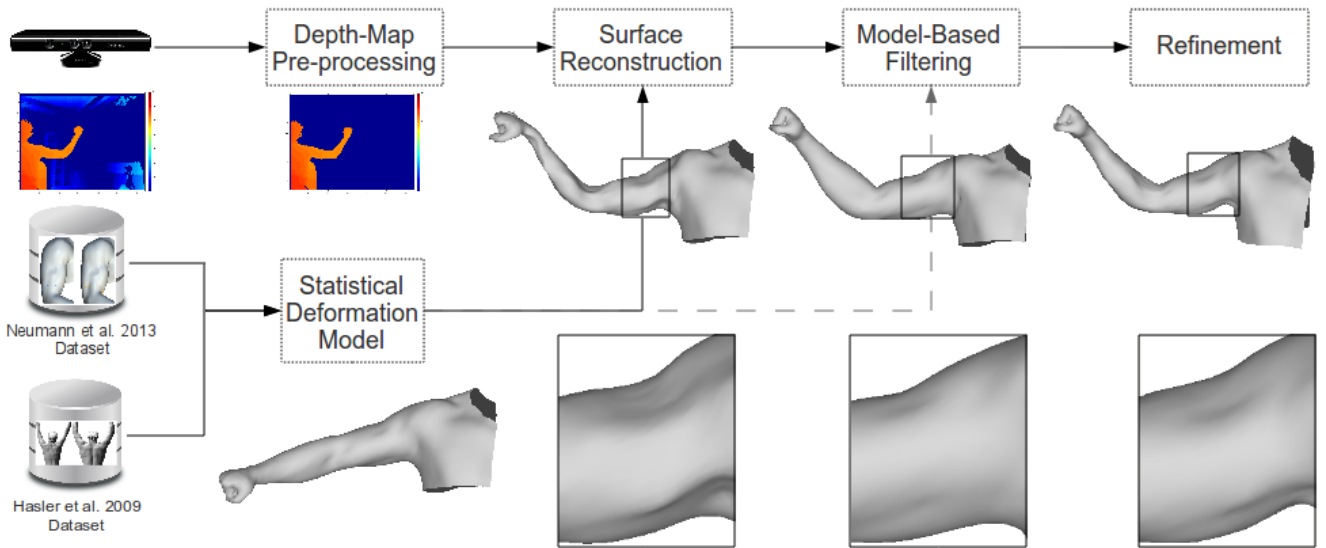 Depth-Map
Pre-processing
Surface
Reconstruction
Model-Based
Filtering
Refinement
Statistical
Deformation
Model
Neumann et al. 2013
Dataset
Hasler et al. 2009
Dataset